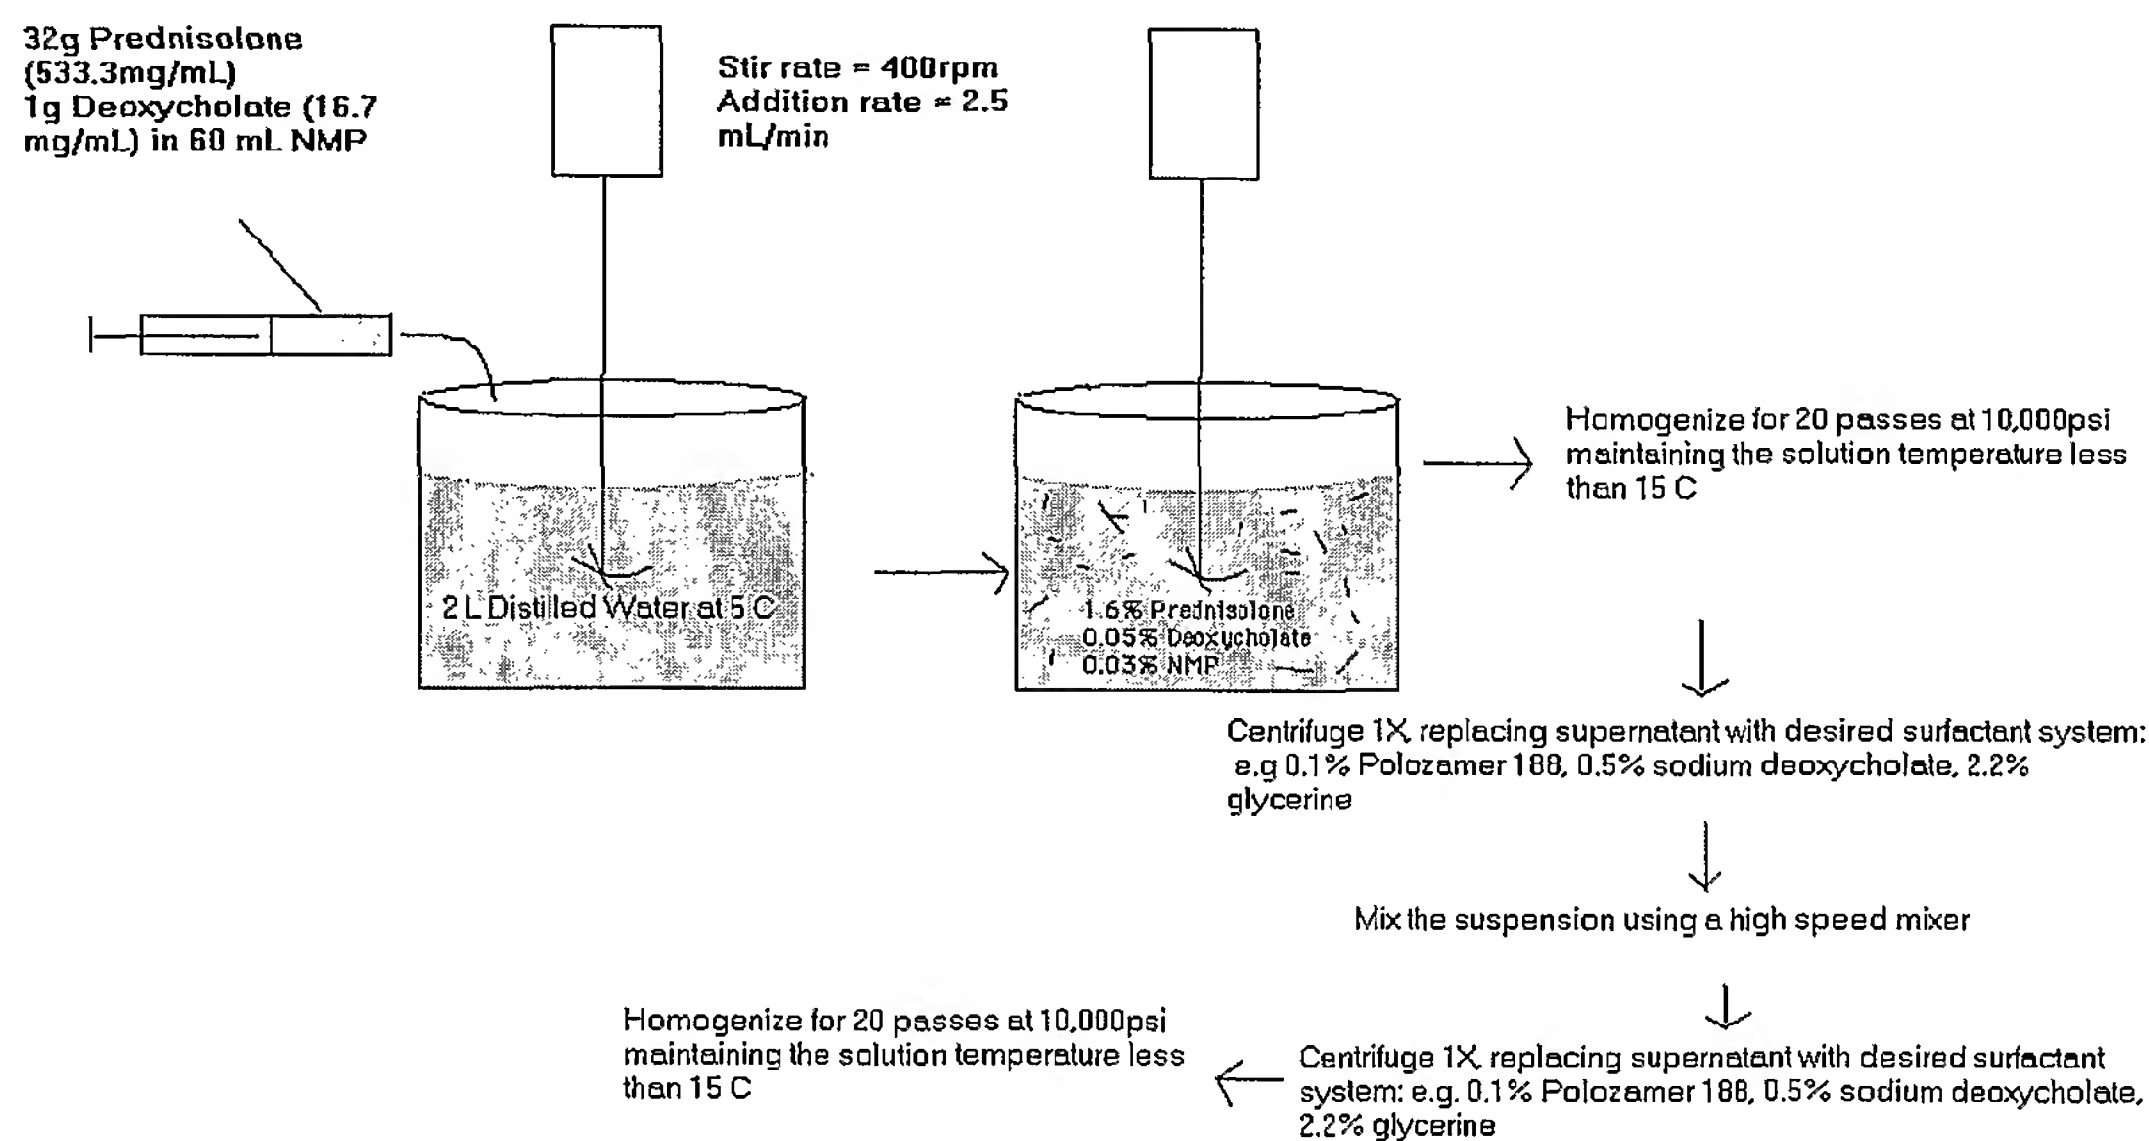 32g Prednisolone
(533.3mg/mL)
1g Deoxycholate (16.7
mg/mL) in 60 mL NMP
Stir rate = 400rpm
Addition rate = 2.5
mL/min
2 L Distilled Water at 5 C
1.6% Prednisolone
0.05% Deoxycholate
0.03% NMP
Homogenize for 20 passes at 10,000psi
maintaining the solution temperature less
than 15 C
Centrifuge 1X, replacing supernatant with desired surfactant system:
e.g 0.1% Polozamer 188, 0.5% sodium deoxycholate, 2.2%
glycerine
Mix the suspension using a high speed mixer
Centrifuge 1X, replacing supernatant with desired surfactant
system: e.g. 0.1% Polozamer 188, 0.5% sodium deoxycholate,
2.2% glycerine
Homogenize for 20 passes at 10,000psi
maintaining the solution temperature less
than 15 C